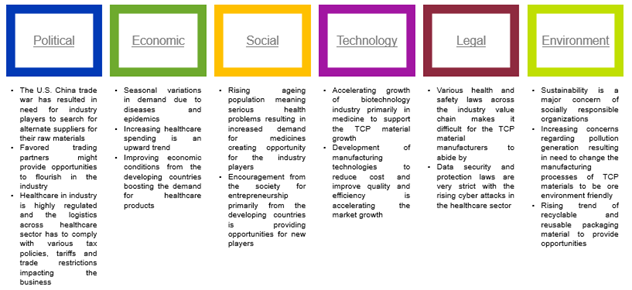 Political
Economic
Social
Technology
Legal
Environment
• The U.S. China trade
war has resulted in
need for industry
players to search for
alternate suppliers for
their raw materials
• Favored trading
partners might
provide opportunities
to flourish in the
industry
• Healthcare in industry
is highly regulated
and the logistics
across healthcare
sector has to comply
with various tax
policies, tariffs and
trade restrictions
impacting the
business
• Seasonal variations
in demand due to
diseases and
epidemics
• Increasing healthcare
spending is an
upward trend
• Improving economic
conditions from the
developing countries
boosting the demand
for healthcare
products
• Rising ageing
population meaning
serious health
problems resulting in
increased demand
for medicines
creating opportunity
for the industry
players
• Encouragement from
the society for
entrepreneurship
primarily from the
developing countries
is providing
opportunities for new
players
• Accelerating growth
of biotechnology
industry primarily in
medicine to support
the TCP material
growth
• Development of
manufacturing
technologies to
reduce cost and
improve quality and
efficiency is
accelerating the
market growth
• Various health and
safety laws across
the industry value
chain makes it
difficult for the TCP
material
manufacturers to
abide by
• Data security and
protection laws are
very strict with the
rising cyber attacks in
the healthcare sector
• Sustainability is a
major concern of
socially responsible
organizations
• Increasing concerns
regarding pollution
generation resulting
in need to change the
manufacturing
processes of TCP
materials to be ore
environment friendly
• Rising trend of
recyclable and
reusable packaging
material to provide
opportunities